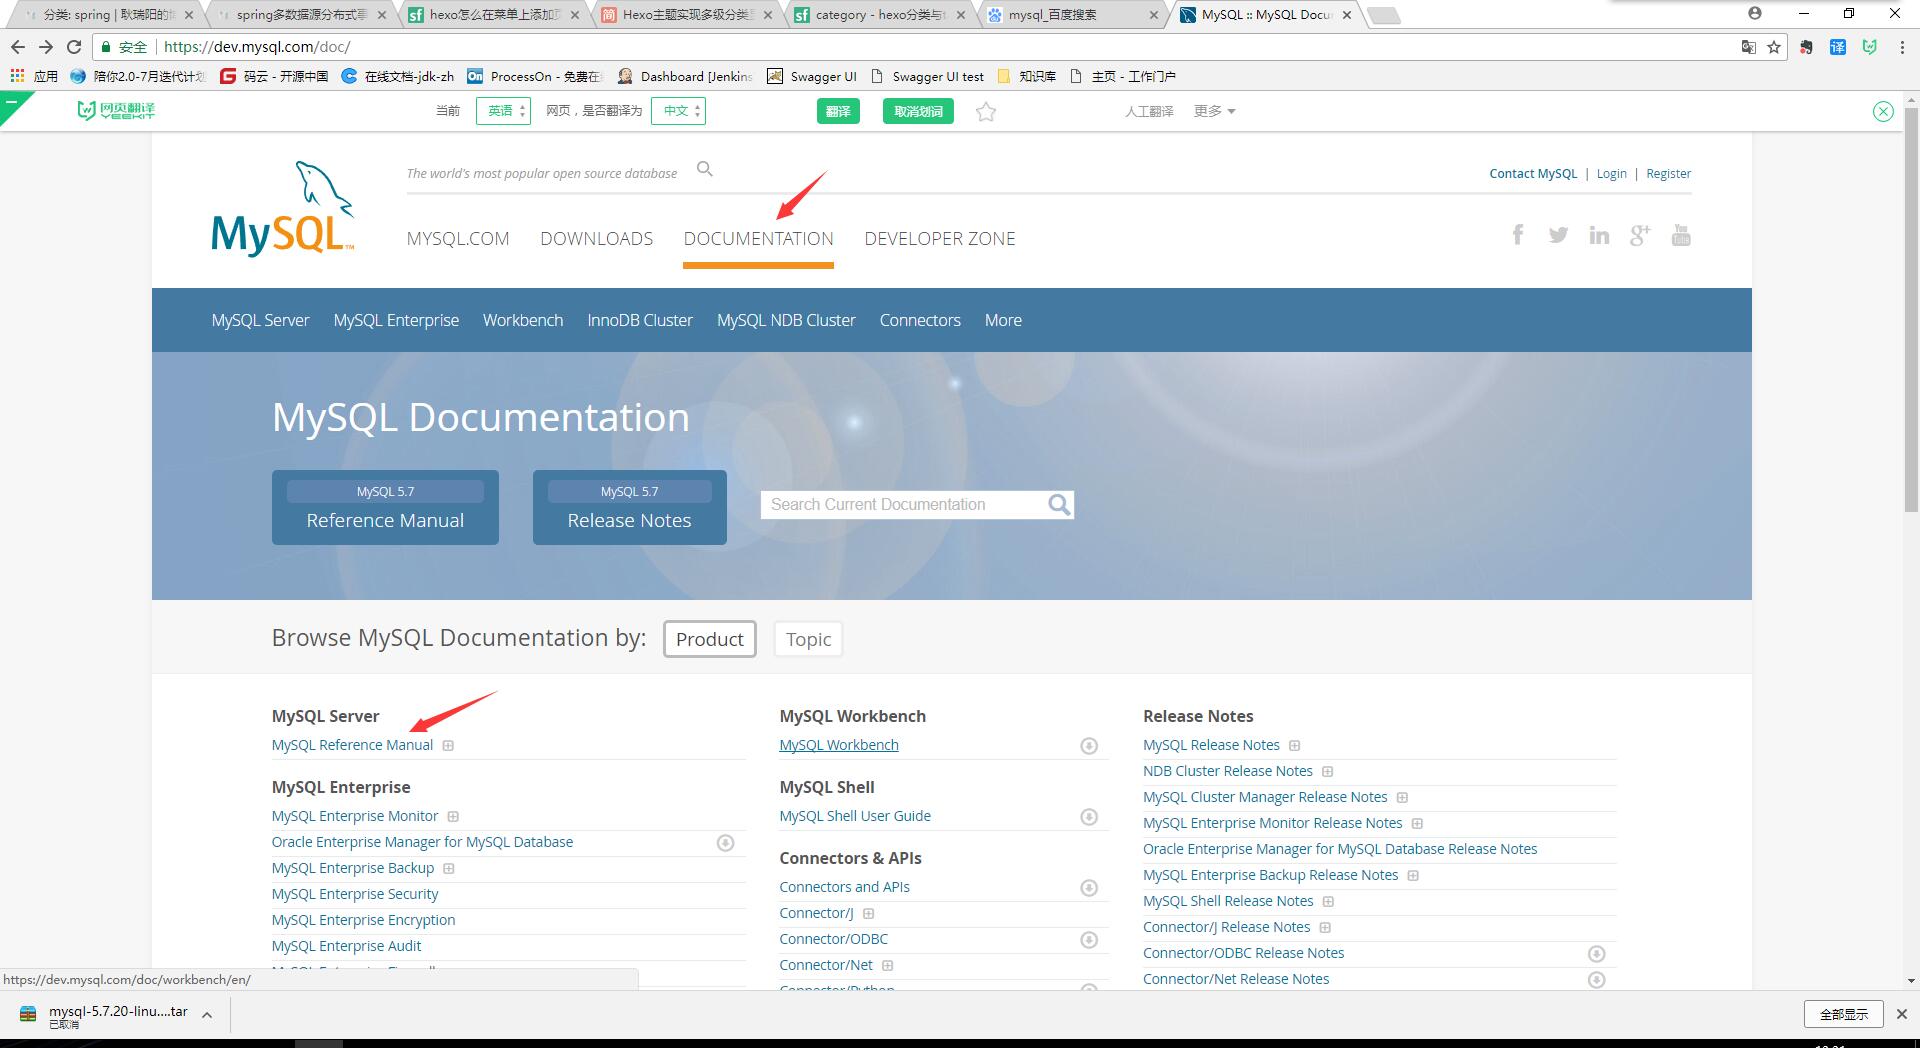 分类: spring | 耿瑞阳的
spring多数据源分布式事
hexo怎么在菜单上添加页
Hexo主题实现多级分类
category - hexo分类与
mysql_百度搜索
MySQL :: MySQL Docu
安全 | https://dev.mysql.com/doc/
应用
陪你2.0-7月迭代计划
码云 - 开源中国
在线文档-jdk-zh
ProcessOn - 免费在
Dashboard [Jenkins
Swagger UI
Swagger UI test
知识库
主页 - 工作门户
网页翻译
YEEKIT
当前 英语 网页，是否翻译为 中文 翻译 取消划词 人工翻译 更多
The world's most popular open source database
Contact MySQL | Login | Register
MySQL™
MYSQL.COM DOWNLOADS DOCUMENTATION DEVELOPER ZONE
MySQL Server MySQL Enterprise Workbench InnoDB Cluster MySQL NDB Cluster Connectors More
MySQL Documentation
MySQL 5.7
Reference Manual
MySQL 5.7
Release Notes
Search Current Documentation
Browse MySQL Documentation by: Product Topic
MySQL Server
MySQL Reference Manual
MySQL Enterprise
MySQL Enterprise Monitor
Oracle Enterprise Manager for MySQL Database
MySQL Enterprise Backup
MySQL Enterprise Security
MySQL Enterprise Encryption
MySQL Enterprise Audit
MySQL Workbench
MySQL Workbench
MySQL Shell
MySQL Shell User Guide
Connectors & APIs
Connectors and APIs
Connector/J
Connector/ODBC
Connector/Net
Connector/Python
Release Notes
MySQL Release Notes
NDB Cluster Release Notes
MySQL Cluster Manager Release Notes
MySQL Enterprise Monitor Release Notes
Oracle Enterprise Manager for MySQL Database Release Notes
MySQL Enterprise Backup Release Notes
MySQL Shell Release Notes
Connector/J Release Notes
Connector/ODBC Release Notes
Connector/Net Release Notes
https://dev.mysql.com/doc/workbench/en/
mysql-5.7.20-linu....tar
已取消
全部显示